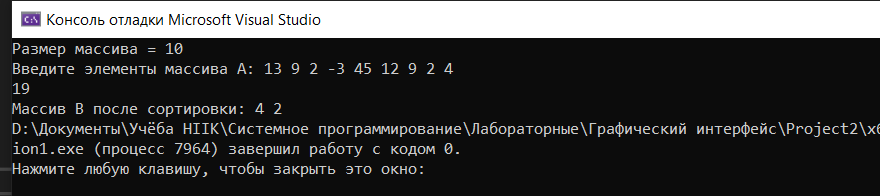 Консоль отладки Microsoft Visual Studio
Размер массива = 10
Введите элементы массива A: 13 9 2 -3 45 12 9 2 4
19
Массив B после сортировки: 4 2
D:\Документы\Учёба НIIK\Системное программирование\Лабораторные\Графический интерфейс\Project2\x6
ion1.exe (процесс 7964) завершил работу с кодом 0.
Нажмите любую клавишу, чтобы закрыть это окно: